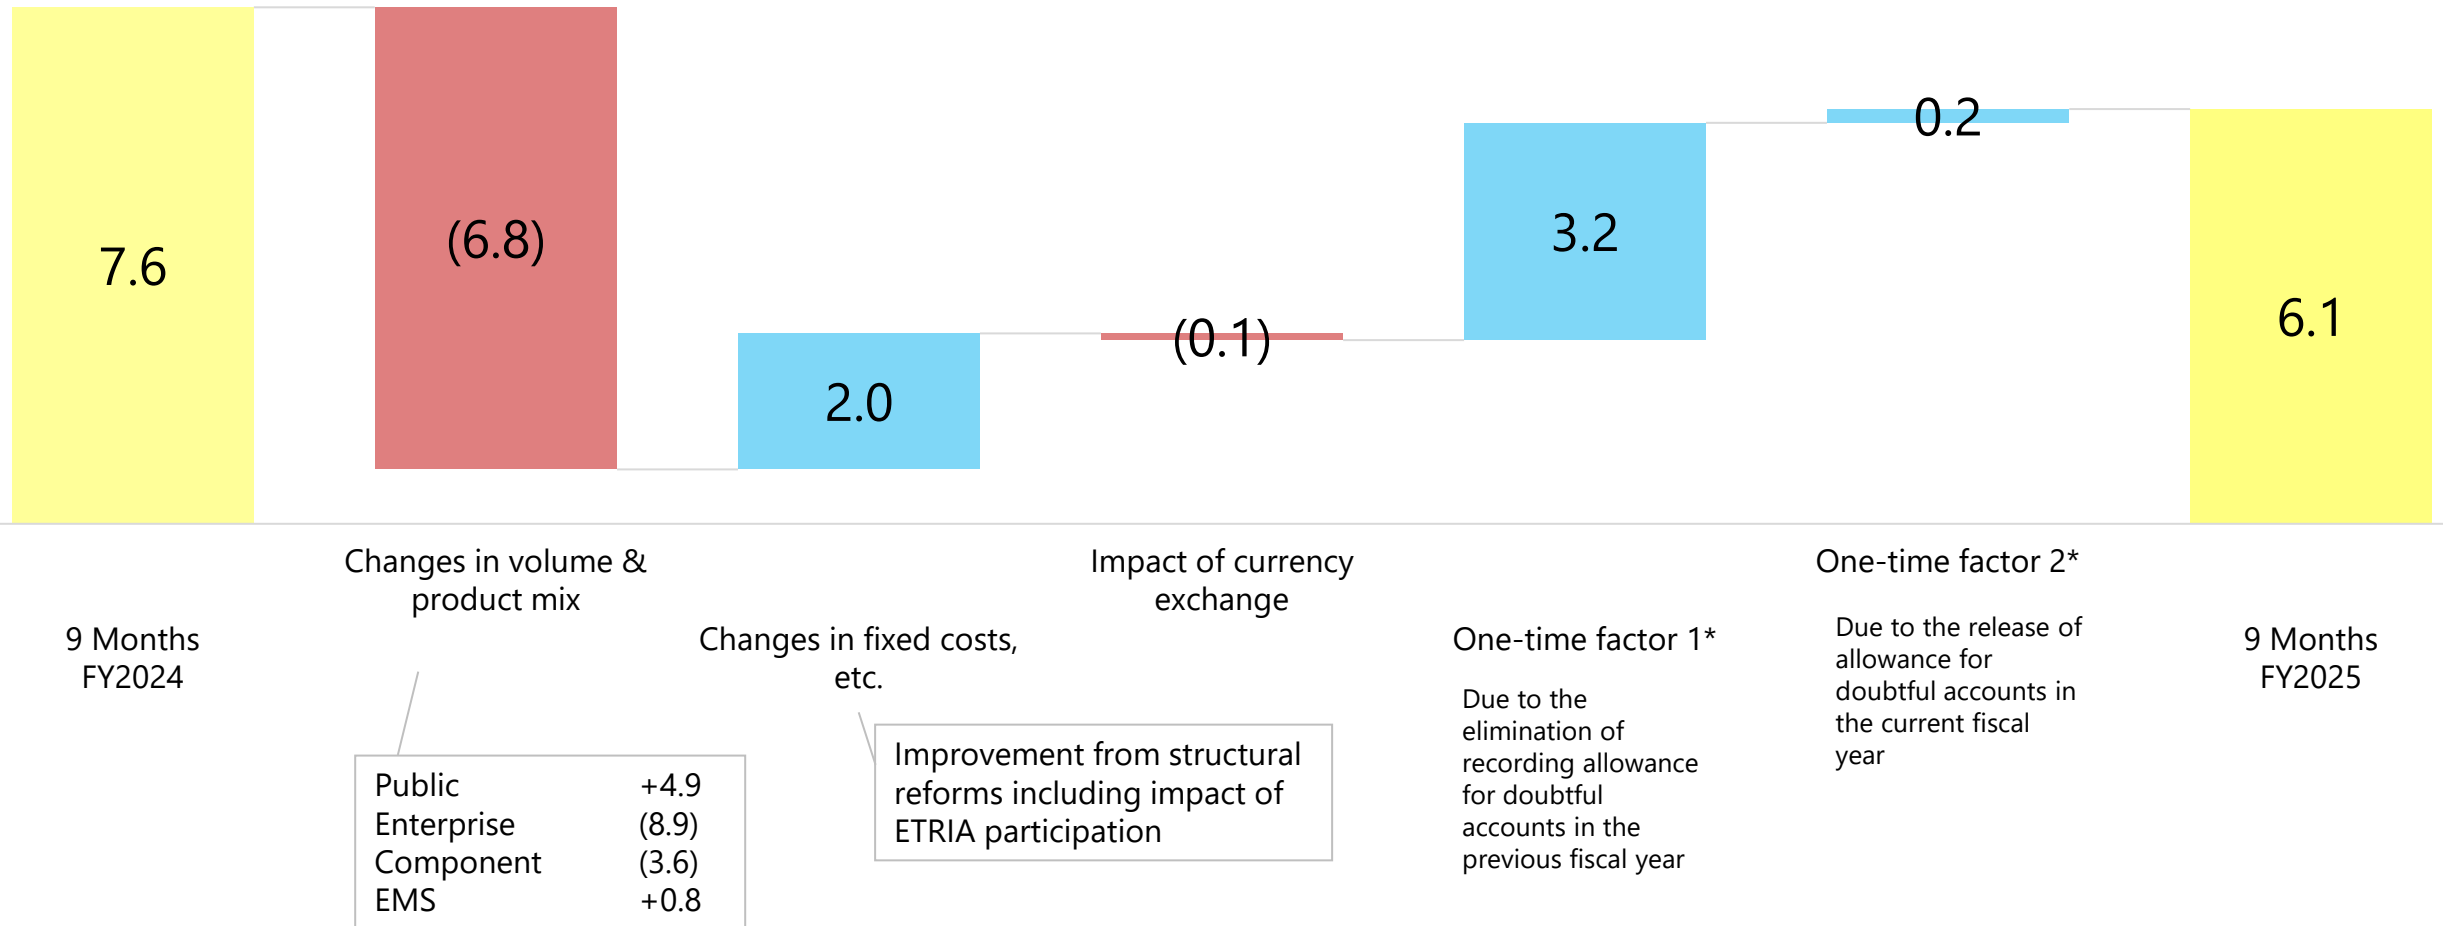 7.6
(6.8)
2.0
(0.1)
3.2
0.2
6.1
9 Months
FY2024
Changes in volume &
product mix
Changes in fixed costs,
etc.
Impact of currency
exchange
One-time factor 1*
Due to the
elimination of
recording allowance
for doubtful
accounts in the
previous fiscal year
One-time factor 2*
Due to the release of
allowance for
doubtful accounts in
the current fiscal
year
9 Months
FY2025
Public +4.9
Enterprise (8.9)
Component (3.6)
EMS +0.8
Improvement from structural
reforms including impact of
ETRIA participation